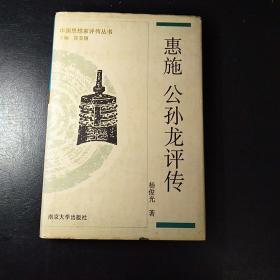 中国思想家评传丛书
主编 匡亚明
惠施 公孙龙评传
杨俊光 著
南京大学出版社